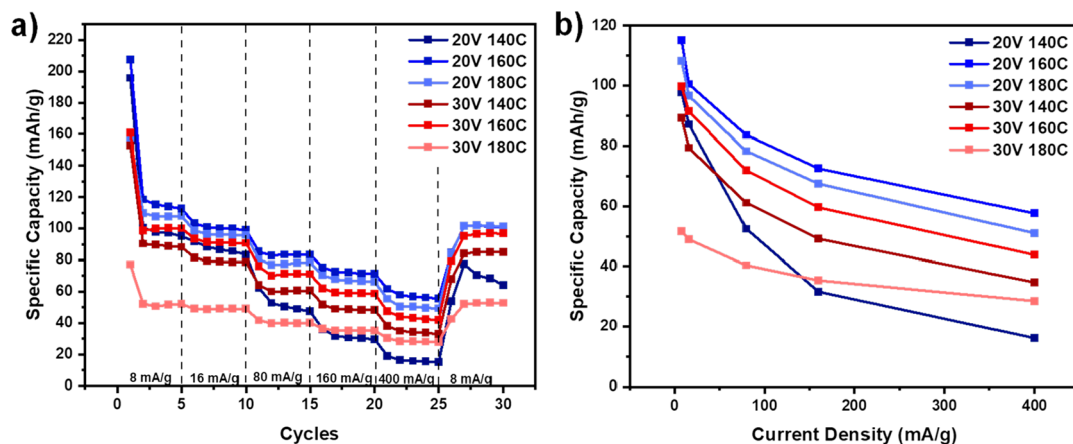 a)
Specific Capacity (mAh/g)
220
200
180
160
140
120
100
80
60
40
20
0
20V 140C
20V 160C
20V 180C
30V 140C
30V 160C
30V 180C
8 mA/g 16 mA/g 80 mA/g 160 mA/g 400 mA/g 8 mA/g
0 5 10 15 20 25 30
Cycles
b)
Specific Capacity (mAh/g)
120
100
80
60
40
20
0
20V 140C
20V 160C
20V 180C
30V 140C
30V 160C
30V 180C
0 100 200 300 400
Current Density (mA/g)